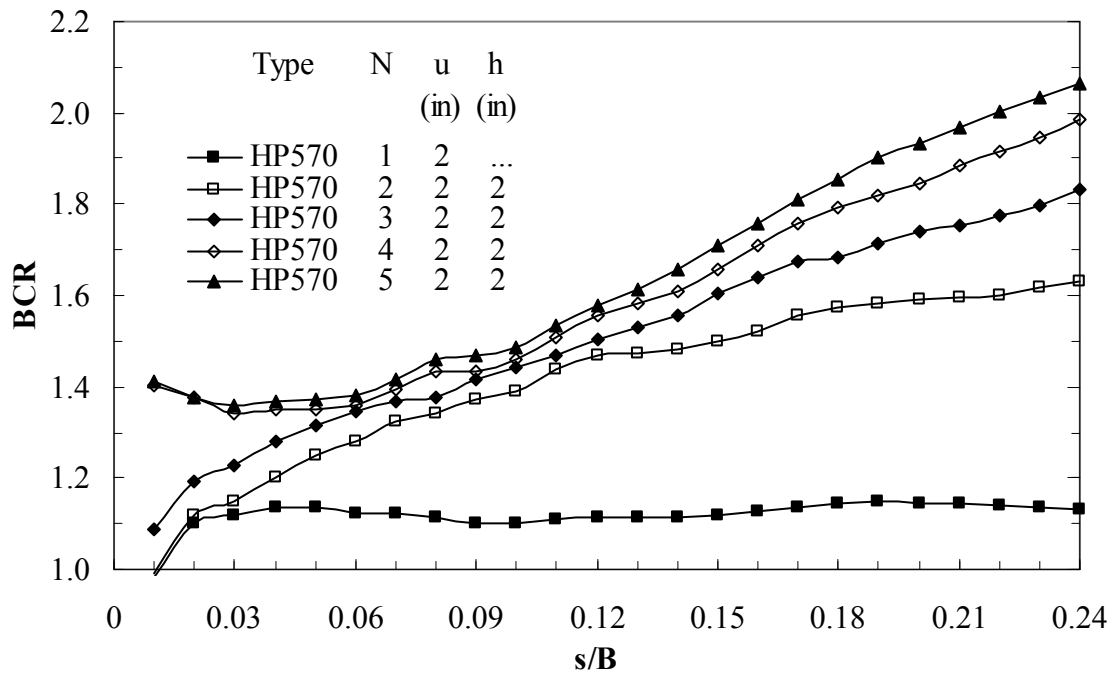 2.2
2.0
1.8
1.6
1.4
1.2
1.0
BCR
Type N u h
(in) (in)
HP570 1 2 ...
HP570 2 2 2
HP570 3 2 2
HP570 4 2 2
HP570 5 2 2
0 0.03 0.06 0.09 0.12 0.15 0.18 0.21 0.24
s/B